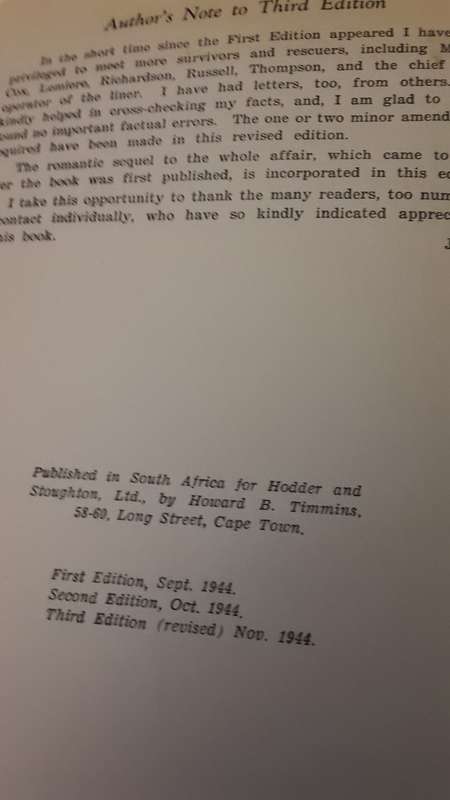 Author's Note to Third Edition
In the short time since the First Edition appeared I have
privileged to meet more survivors and rescuers, including M
Cox, Lomiero, Richardson, Russell, Thompson, and the chief
operator of the liner. I have had letters, too, from others.
kindly helped in cross-checking my facts, and, I am glad to
ound no important factual errors. The one or two minor amend
equired have been made in this revised edition.
The romantic sequel to the whole affair, which came to
er the book was first published, is incorporated in this ed
I take this opportunity to thank the many readers, too num
contact individually, who have so kindly indicated apprec
his book.
J
Published in South Africa for Hodder and
Stoughton, Ltd., by Howard B. Timmins,
58-60, Long Street, Cape Town.
First Edition, Sept. 1944.
Second Edition, Oct. 1944.
Third Edition (revised) Nov. 1944.